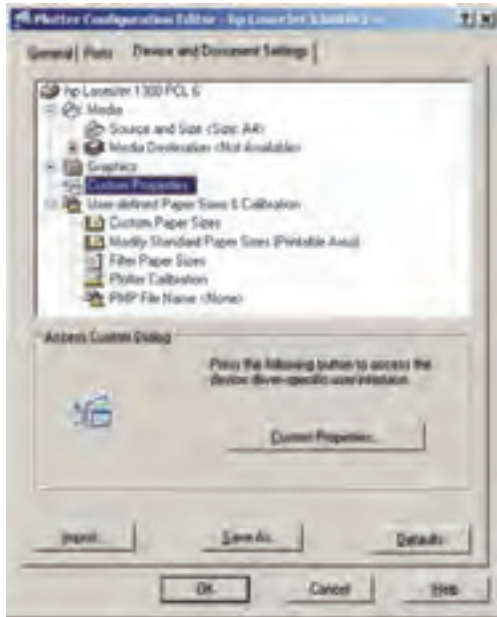 Plotter Configuration Editor - hp LaserJet 1300 PCL
General Ports Device and Document Settings
hp LaserJet 1300 PCL 6
Media
Source and Size <Size: A4>
Media Destination <Not Available>
Graphics
Custom Properties
User-defined Paper Sizes & Calibration
Custom Paper Sizes
Modify Standard Paper Sizes (Printable Area)
Filter Paper Sizes
Plotter Calibration
PMP File Name <None>
Access Custom Dialog
Press the following button to access the
device driver-specific user interface.
Custom Properties...
Import... Save As... Defaults
OK Cancel Help